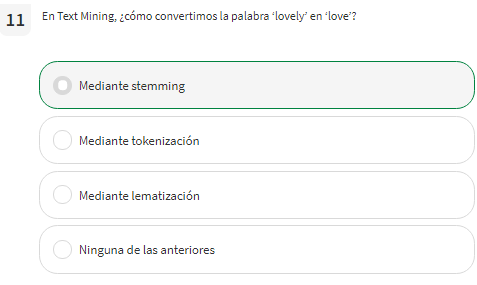 11
En Text Mining, ¿cómo convertimos la palabra ‘lovely’ en ‘love’?
Mediante stemming
Mediante tokenización
Mediante lematización
Ninguna de las anteriores